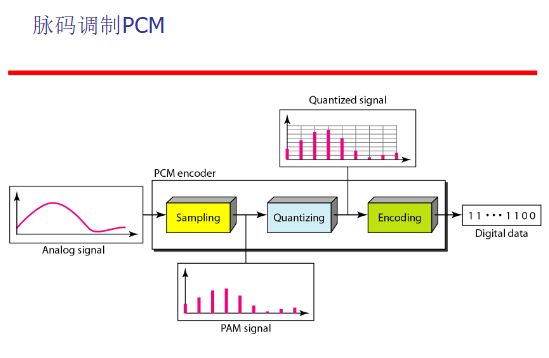 脉码调制PCM
Quantized signal
PCM encoder
Sampling
Quantizing
Encoding
11•••1100
Digital data
Analog signal
PAM signal